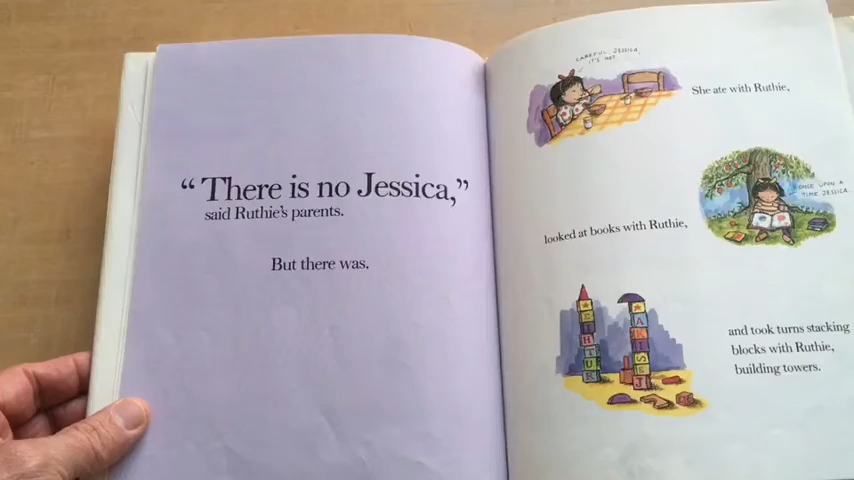 “There is no Jessica,”
said Ruthie's parents.
But there was.
CAREFUL, JESSICA,
IT'S HOT.
She ate with Ruthie,
ONCE UPON A
TIME JESSICA
looked at books with Ruthie,
and took turns stacking
blocks with Ruthie,
building towers.